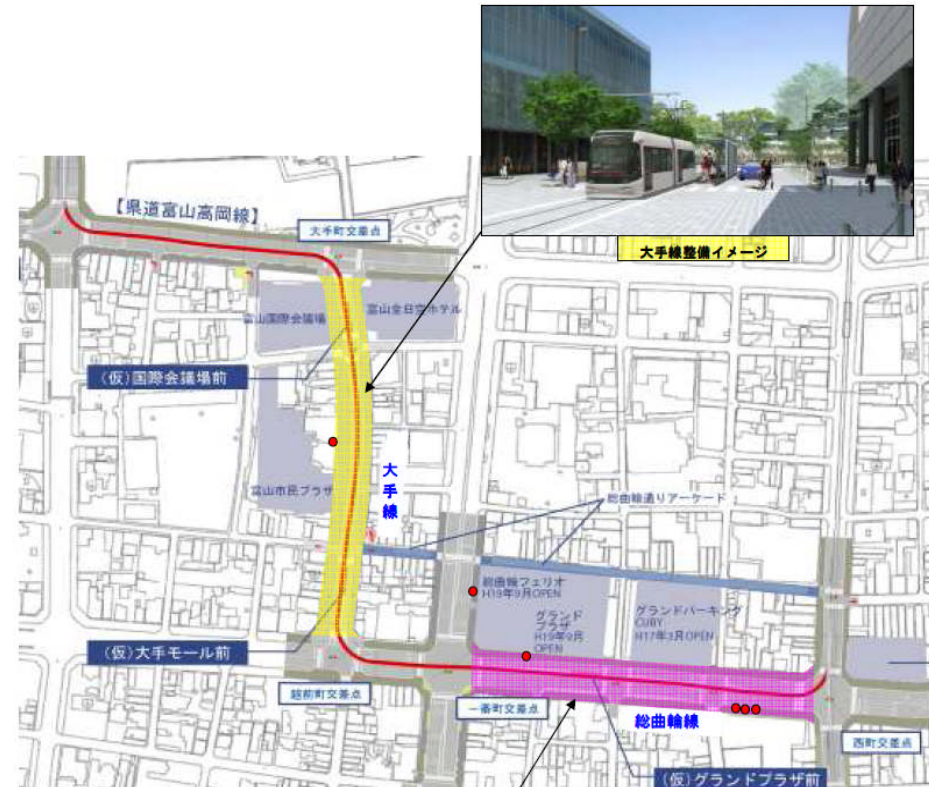 大手線整備イメージ
【県道富山高岡線】
大手町交差点
富山国際会議場
富山全日空ホテル
(仮)国際会議場前
大手線
富山市民プラザ
総曲輪通りアーケード
総曲輪フェリオ
H19年9月OPEN
グランド
プラザ
H19年9月
OPEN
グランドパーキング
CUBY
H17年3月OPEN
(仮)大手モール前
越前町交差点
一番町交差点
総曲輪線
西町交差点
(仮)グランドプラザ前